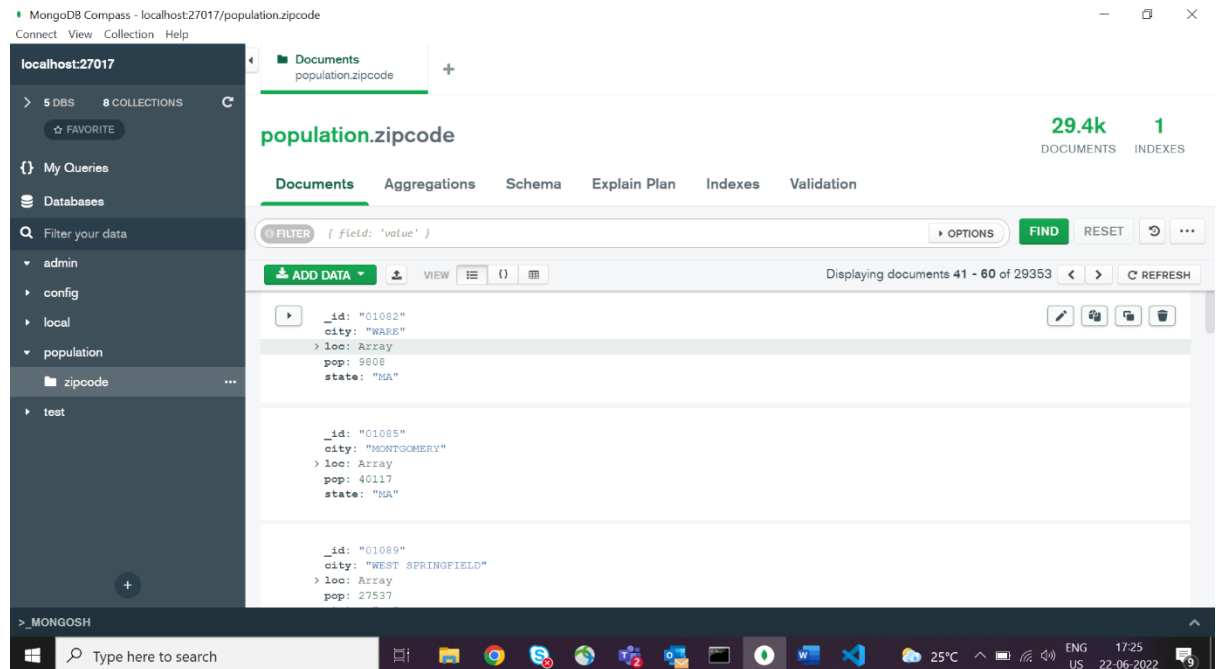 MongoDB Compass - localhost:27017/population.zipcode
Connect View Collection Help
localhost:27017
5 DBS 8 COLLECTIONS
FAVORITE
{} My Queries
Databases
Filter your data
admin
config
local
population
zipcode
test
Documents
population.zipcode
population.zipcode
29.4k 1
DOCUMENTS INDEXES
Documents Aggregations Schema Explain Plan Indexes Validation
FILTER { field: 'value' } OPTIONS FIND RESET
ADD DATA VIEW {} Displaying documents 41 - 60 of 29353 < > REFRESH
_id: "01082"
city: "WARE"
> loc: Array
pop: 9808
state: "MA"
_id: "01085"
city: "MONTGOMERY"
> loc: Array
pop: 40117
state: "MA"
_id: "01089"
city: "WEST SPRINGFIELD"
> loc: Array
pop: 27537
>_MONGOSH
Type here to search
25°C
ENG
US
17:25
22-06-2022